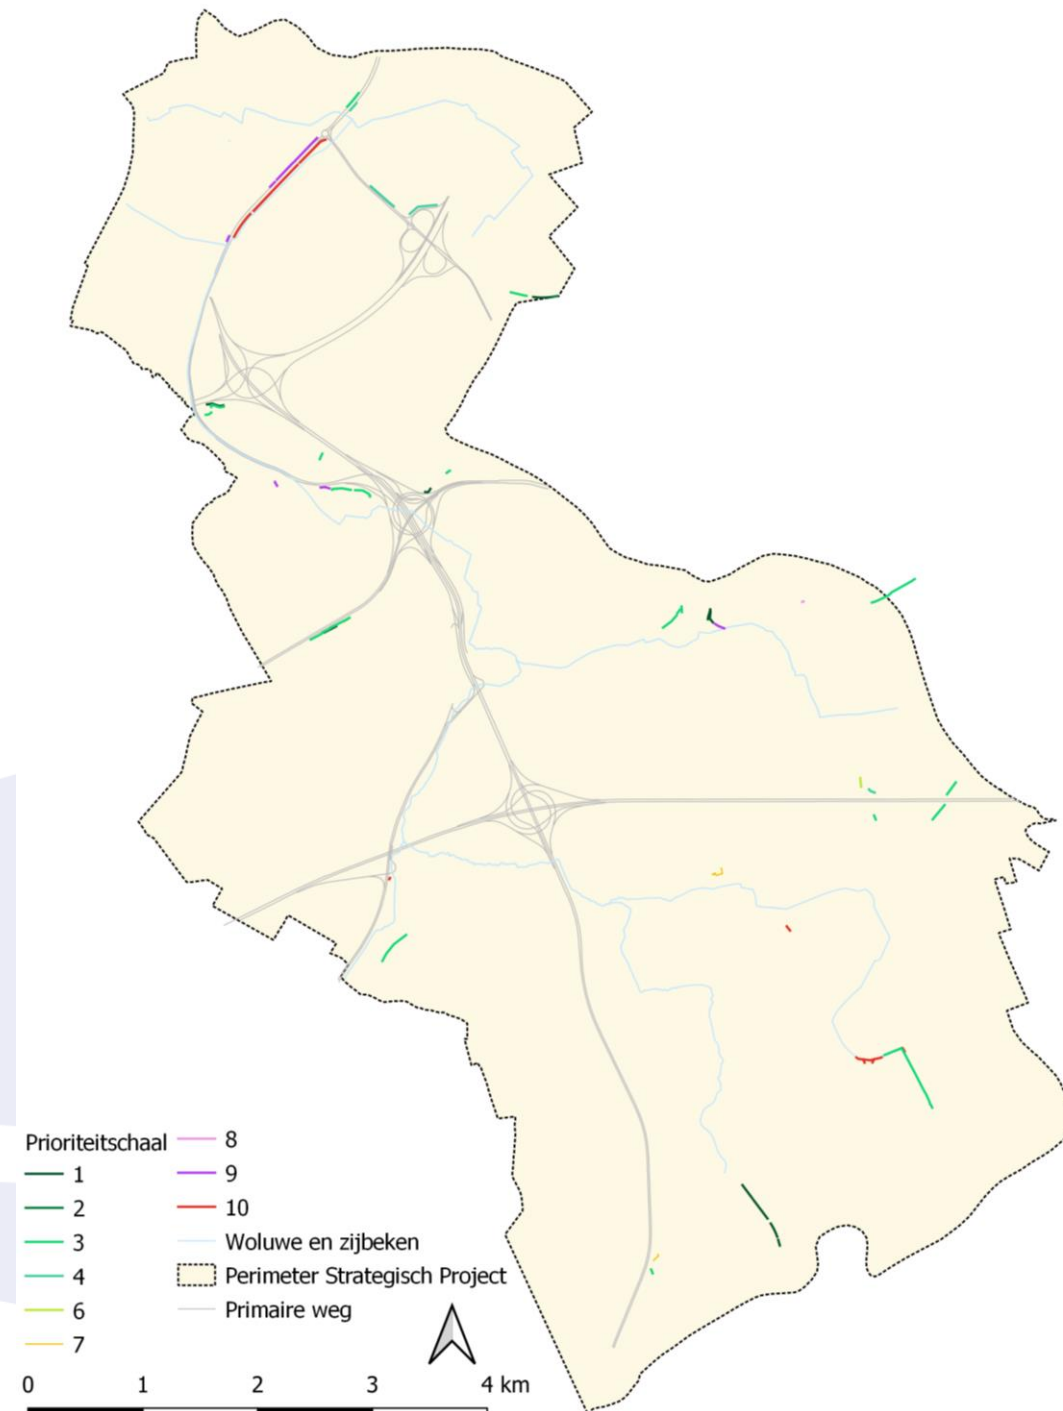 Prioriteitschaal
1
2
3
4
6
7
8
9
10
Woluwe en zijbeken
Perimeter Strategisch Project
Primaire weg
0 1 2 3 4 km